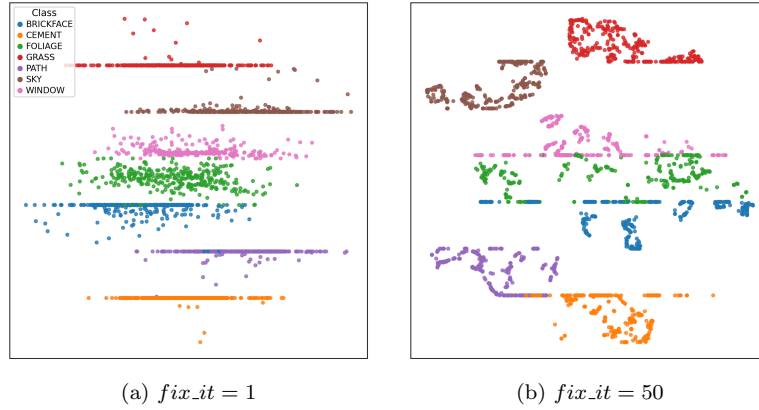 Class
BRICKFACE
CEMENT
FOLIAGE
GRASS
PATH
SKY
WINDOW
(a) fix_it = 1
(b) fix_it = 50